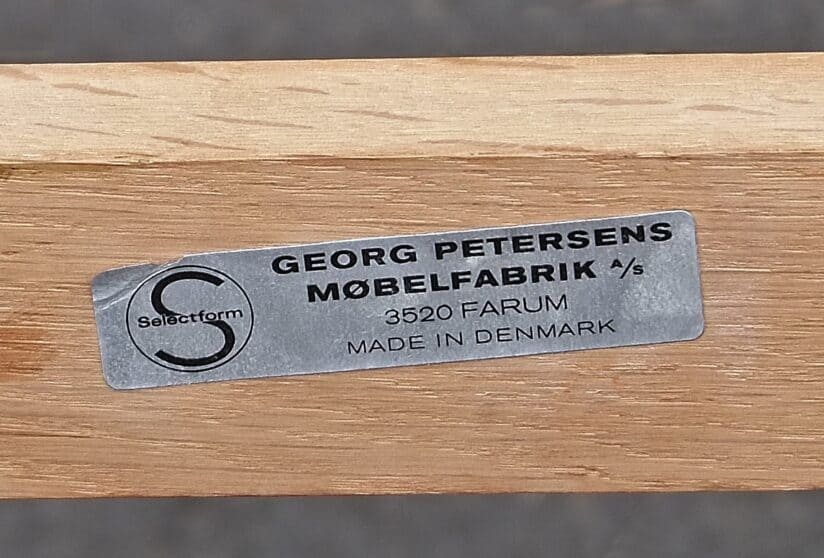 Selectform
GEORG PETERSENS
MØBELFABRIK A/S
3520 FARUM
MADE IN DENMARK